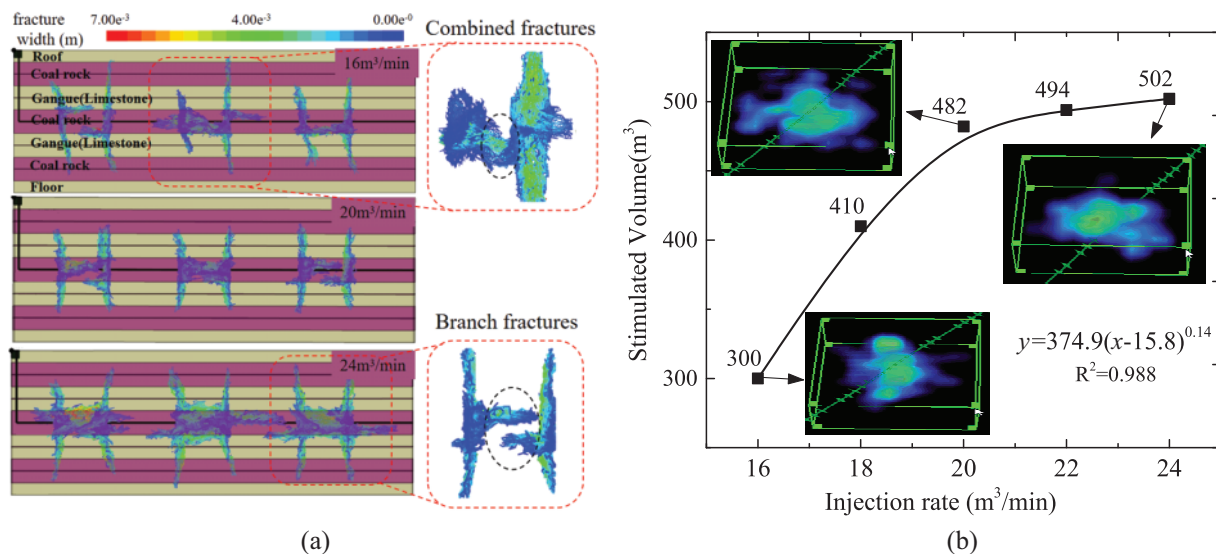 fracture
width (m)
7.00e⁻³
4.00e⁻³
0.00e⁻⁰
Roof
Coal rock
16m³/min
Gangue(Limestone)
Coal rock
Gangue(Limestone)
Coal rock
Floor
Combined fractures
20m³/min
24m³/min
Branch fractures
(a)
Stimulated Volume(m³)
500
400
300
300
410
482
494
502
y=374.9(x-15.8)^0.14
R²=0.988
16
18
20
22
24
Injection rate (m³/min)
(b)